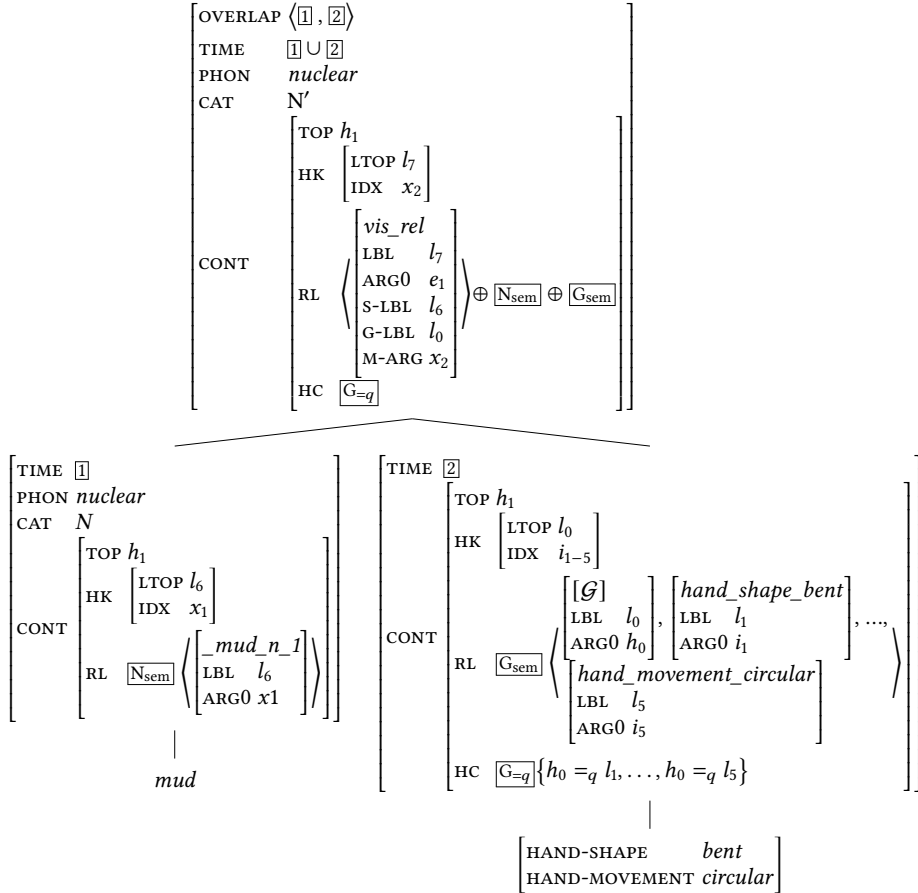 OVERLAP ⟨1 , 2⟩
TIME 1 ∪ 2
PHON nuclear
CAT N′
TOP h1
HK LTOP l7
IDX x2
vis_rel
LBL l7
ARG0 e1
CONT RL S-LBL l6 ⊕ Nsem ⊕ Gsem
G-LBL l0
M-ARG x2
HC G=q
TIME 1
PHON nuclear
CAT N
TOP h1
HK LTOP l6
IDX x1
CONT
RL Nsem ⟨ _mud_n_1
LBL l6
ARG0 x1 ⟩
mud
TIME 2
TOP h1
HK LTOP l0
IDX i1−5
CONT
RL Gsem ⟨ [𝒢]
LBL l0
ARG0 h0 ,
hand_shape_bent
LBL l1
ARG0 i1 , ...,
hand_movement_circular
LBL l5
ARG0 i5 ⟩
HC G=q {h0 =q l1, . . . , h0 =q l5}
HAND-SHAPE bent
HAND-MOVEMENT circular